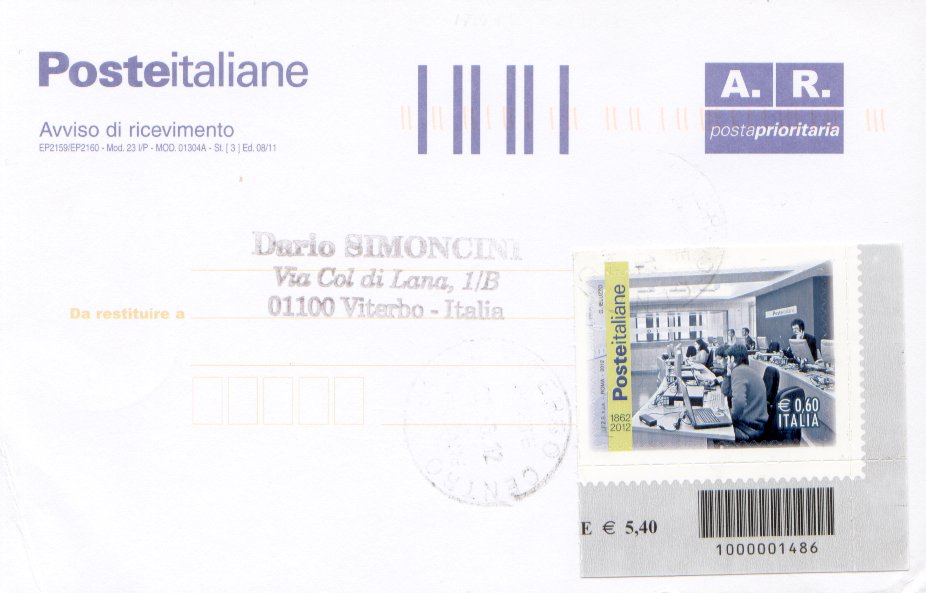 Posteitaliane
A. R.
postaprioritaria
Avviso di ricevimento
EP2159/EP2160 - Mod. 23 I/P - MOD. 01304A - St. [ 3 ] Ed. 08/11
Dario SIMONCINI
Via Col di Lana, 1/B
01100 Viterbo - Italia
Da restituire a
Posteitaliane
1862
2012
Posteitaliane
€ 0,60
ITALIA
E € 5,40
1000001486
CENTRO